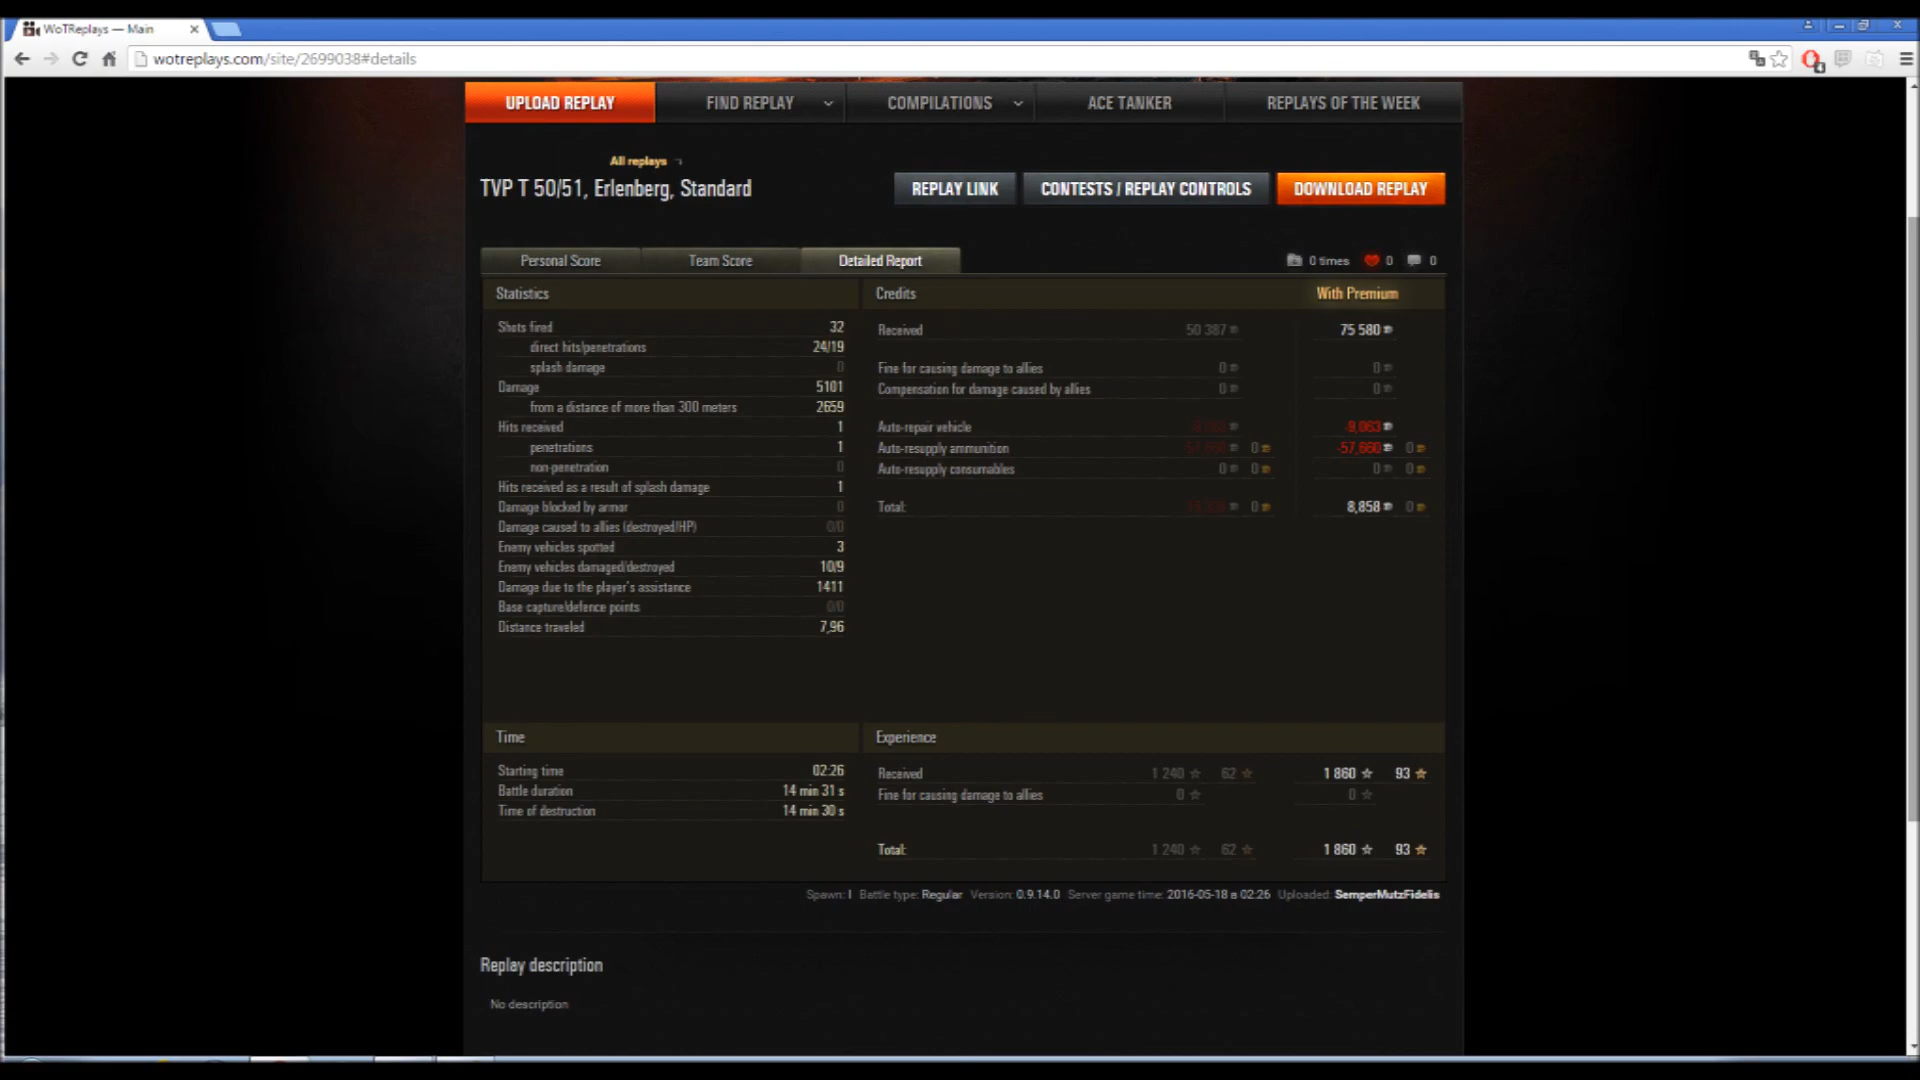 WoTReplays — Main
wotreplays.com/site/2699038#details
UPLOAD REPLAY FIND REPLAY COMPILATIONS ACE TANKER REPLAYS OF THE WEEK
All replays
TVP T 50/51, Erlenberg, Standard REPLAY LINK CONTESTS / REPLAY CONTROLS DOWNLOAD REPLAY
Personal Score Team Score Detailed Report 0 times 0 0
Statistics Credits With Premium
Shots fired 32 Received 50 387 75 580
direct hits/penetrations 24/19
splash damage 0 Fine for causing damage to allies 0 0
Damage 5101 Compensation for damage caused by allies 0 0
from a distance of more than 300 meters 2659
Hits received 1 Auto-repair vehicle -9,063
penetrations 1 Auto-resupply ammunition -57,660 0 -57,660 0
non-penetration 0 Auto-resupply consumables 0 0 0 0
Hits received as a result of splash damage 1
Damage blocked by armor 0 Total: 0 8,858 0
Damage caused to allies (destroyed/HP) 0/0
Enemy vehicles spotted 3
Enemy vehicles damaged/destroyed 10/9
Damage due to the player's assistance 1411
Base capture/defence points 0/0
Distance traveled 7,96
Time Experience
Starting time 02:26 Received 1 240 62 1 860 93
Battle duration 14 min 31 s Fine for causing damage to allies 0 0
Time of destruction 14 min 30 s
Total: 1 240 62 1 860 93
Spawn: I Battle type: Regular Version: 0.9.14.0 Server game time: 2016-05-18 в 02:26 Uploaded: SemperMutzFidelis
Replay description
No description